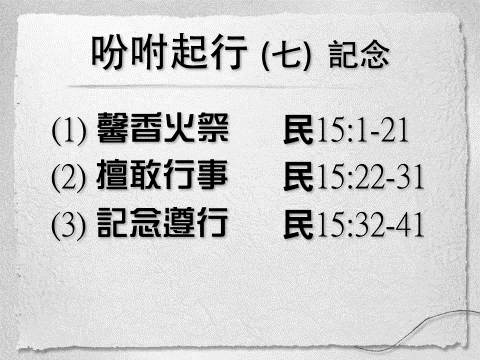 吩咐起行 (七) 記念
(1) 馨香火祭 民15:1-21
(2) 擅敢行事 民15:22-31
(3) 記念遵行 民15:32-41